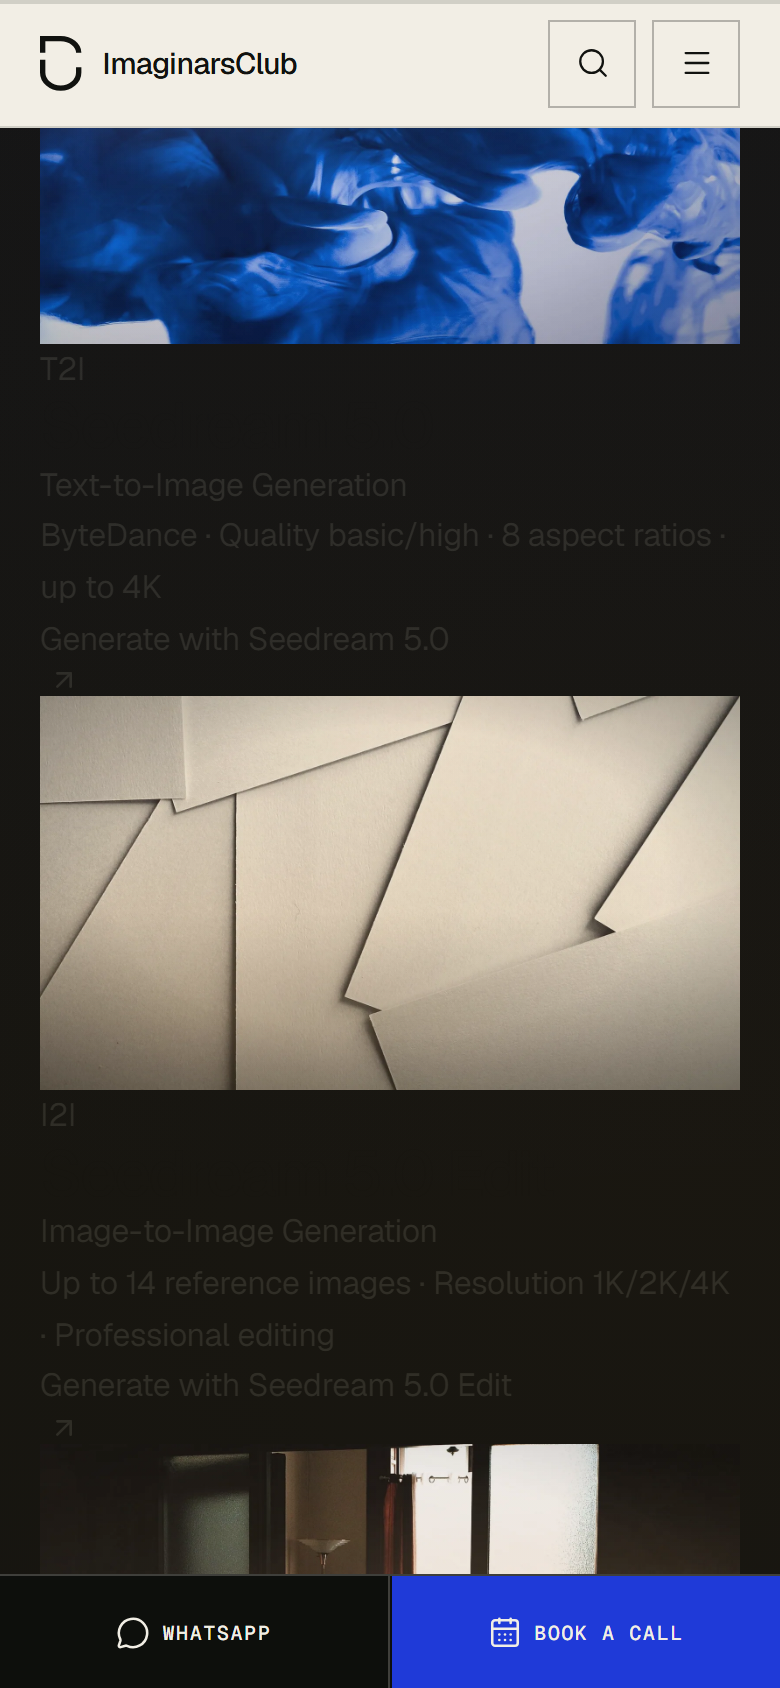 ImaginarsClub
T2I
Text-to-Image Generation
ByteDance · Quality basic/high · 8 aspect ratios ·
up to 4K
Generate with Seedream 5.0
I2I
Image-to-Image Generation
Up to 14 reference images · Resolution 1K/2K/4K
· Professional editing
Generate with Seedream 5.0 Edit
WHATSAPP
BOOK A CALL